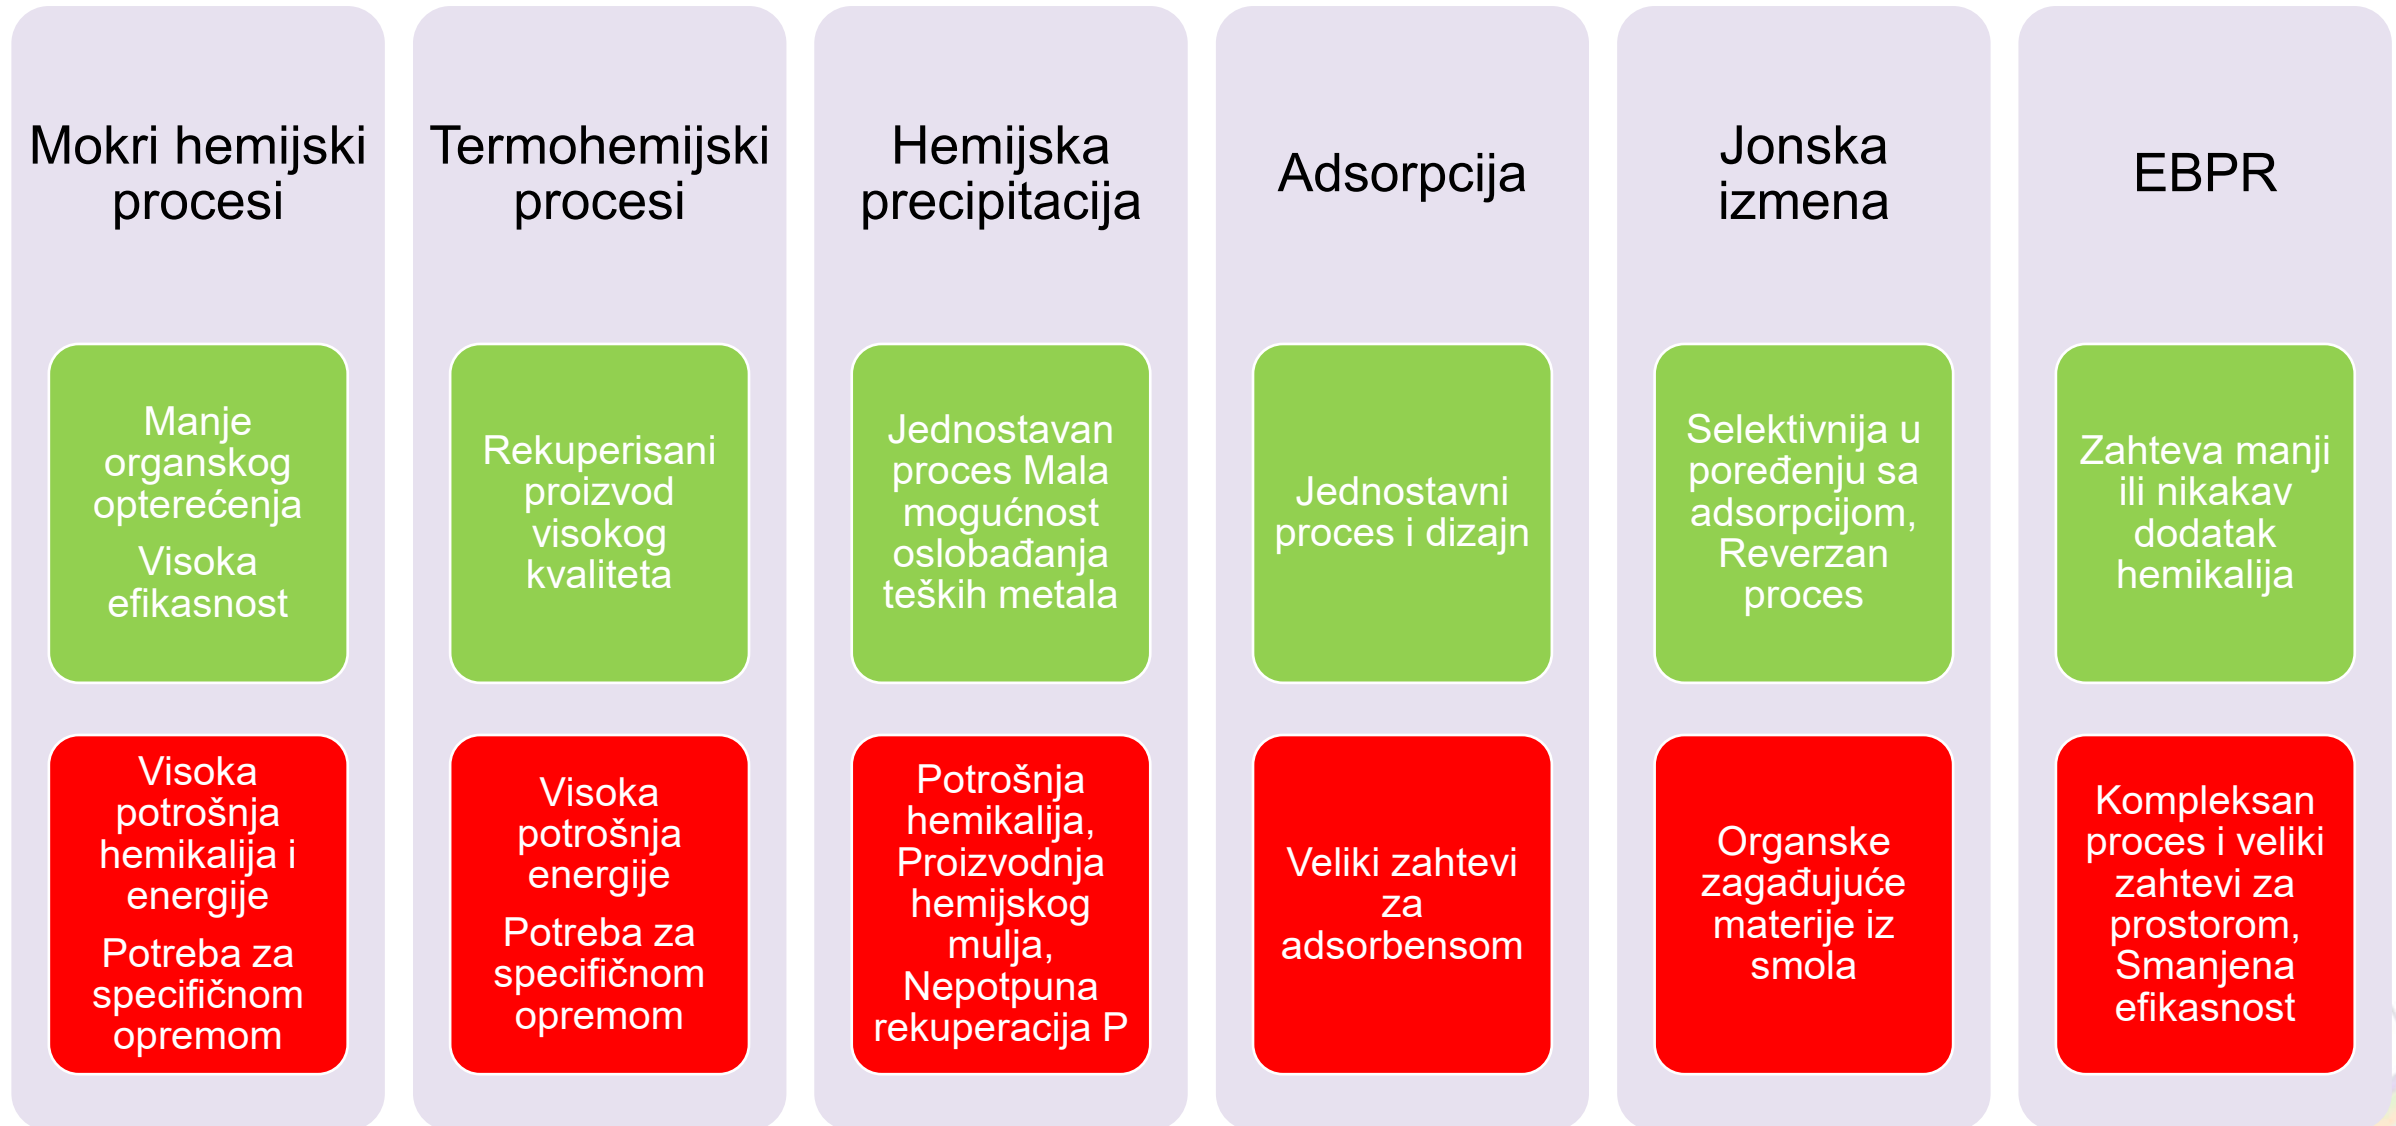 Mokri hemijski
procesi
Manje
organskog
opterećenja
Visoka
efikasnost
Visoka
potrošnja
hemikalija i
energije
Potreba za
specifičnom
opremom
Termohemijski
procesi
Rekuperisani
proizvod
visokog
kvaliteta
Visoka
potrošnja
energije
Potreba za
specifičnom
opremom
Hemijska
precipitacija
Jednostavan
proces Mala
mogućnost
oslobađanja
teških metala
Potrošnja
hemikalija,
Proizvodnja
hemijskog
mulja,
Nepotpuna
rekuperacija P
Adsorpcija
Jednostavni
proces i dizajn
Veliki zahtevi
za
adsorbensom
Jonska
izmena
Selektivnija u
poređenju sa
adsorpcijom,
Reverzan
proces
Organske
zagađujuće
materije iz
smola
EBPR
Zahteva manji
ili nikakav
dodatak
hemikalija
Kompleksan
proces i veliki
zahtevi za
prostorom,
Smanjena
efikasnost